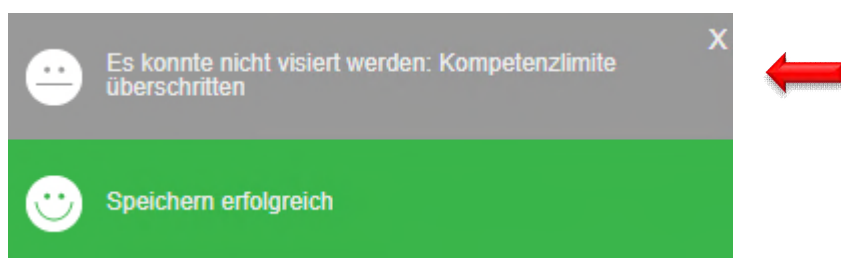 Es konnte nicht visiert werden: Kompetenzlimite
überschritten
X
Speichern erfolgreich